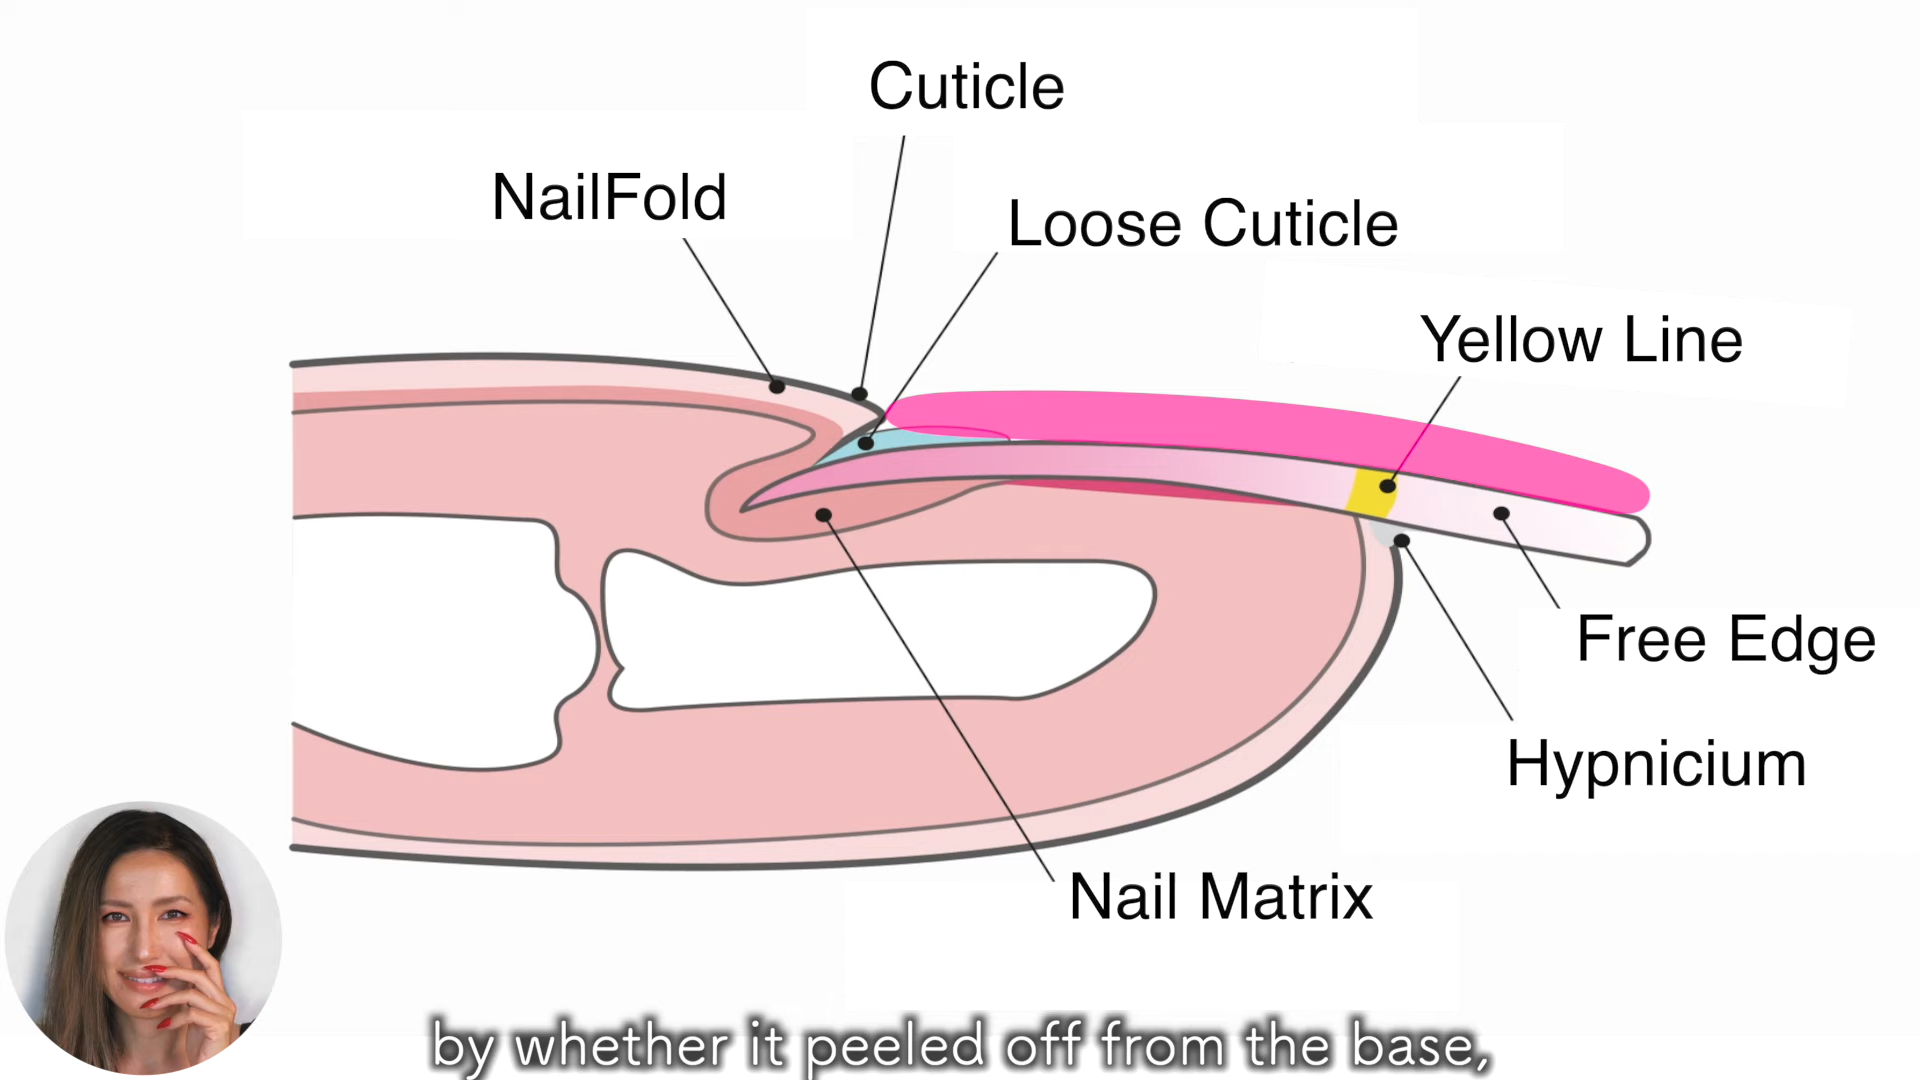 Cuticle
NailFold
Loose Cuticle
Yellow Line
Free Edge
Hypnicium
Nail Matrix
by whether it peeled off from the base,